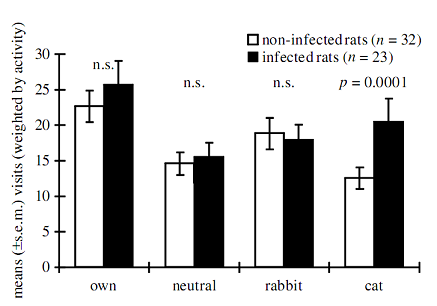 non-infected rats (n = 32)
infected rats (n = 23)
means (±s.e.m.) visits (weighted by activity)
30
25
20
15
10
5
0
n.s.
n.s.
n.s.
p = 0.0001
own
neutral
rabbit
cat